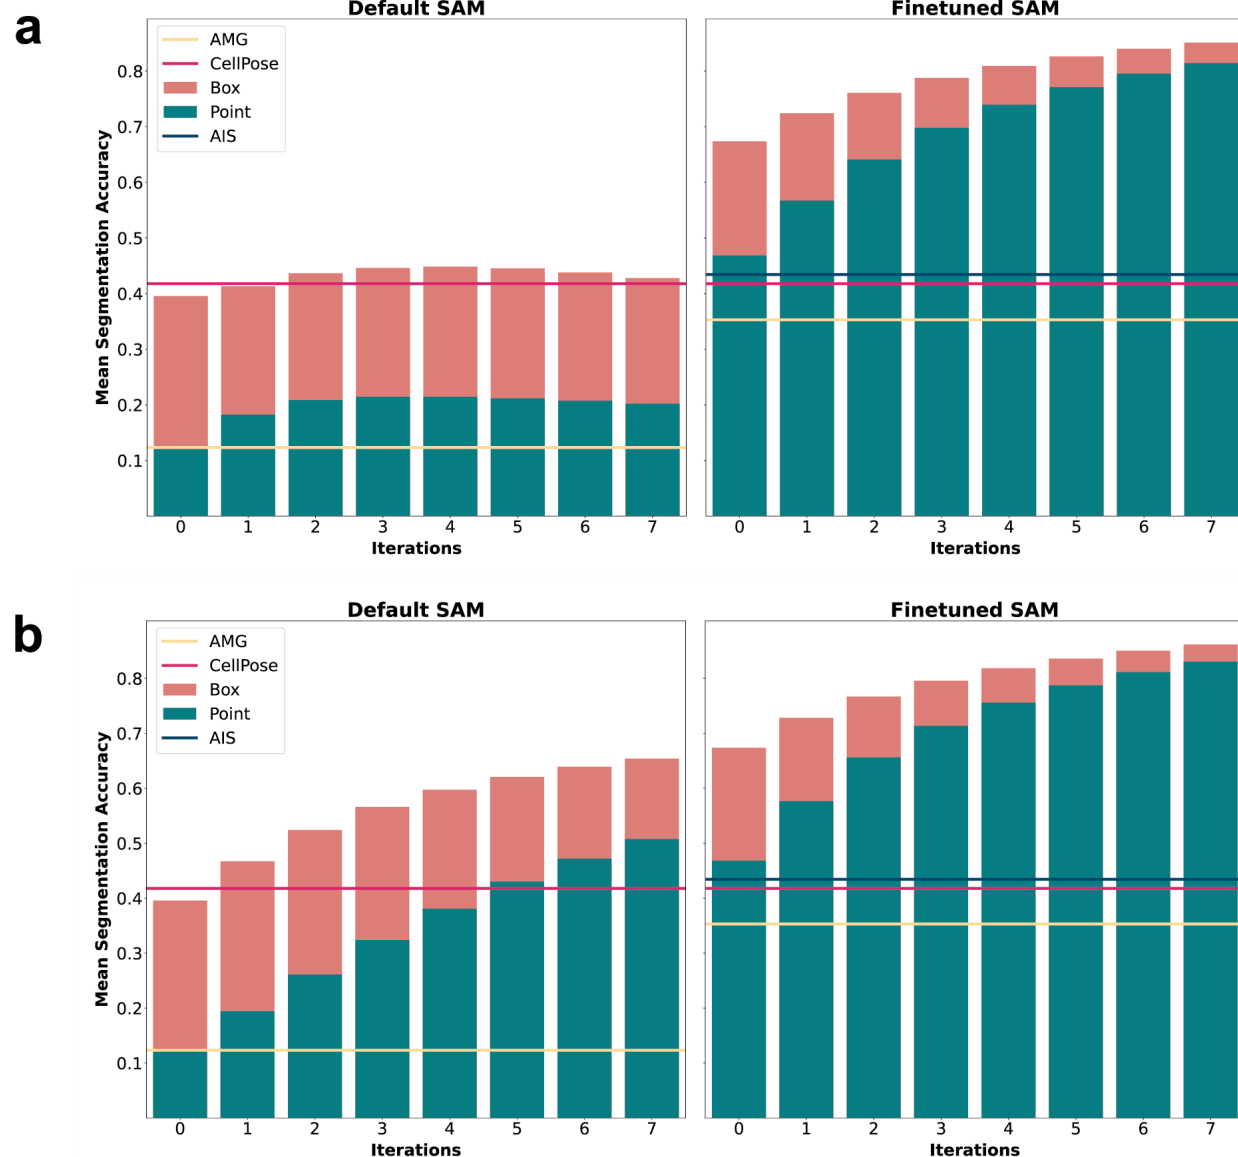 a
Default SAM
Finetuned SAM
AMG
CellPose
Box
Point
AIS
Mean Segmentation Accuracy
0.8
0.7
0.6
0.5
0.4
0.3
0.2
0.1
0 1 2 3 4 5 6 7
0 1 2 3 4 5 6 7
Iterations
Iterations
b
Default SAM
Finetuned SAM
AMG
CellPose
Box
Point
AIS
Mean Segmentation Accuracy
0.8
0.7
0.6
0.5
0.4
0.3
0.2
0.1
0 1 2 3 4 5 6 7
0 1 2 3 4 5 6 7
Iterations
Iterations